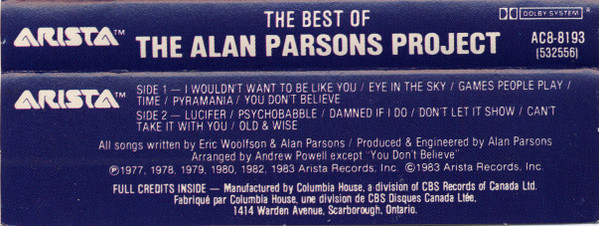 ARISTA™
THE BEST OF
THE ALAN PARSONS PROJECT
DOLBY SYSTEM®
AC8-8193
(532556)
ARISTA™
SIDE 1 — I WOULDN'T WANT TO BE LIKE YOU / EYE IN THE SKY / GAMES PEOPLE PLAY /
TIME / PYRAMANIA / YOU DON'T BELIEVE
SIDE 2 — LUCIFER / PSYCHOBABBLE / DAMNED IF I DO / DON'T LET IT SHOW / CAN'T
TAKE IT WITH YOU / OLD & WISE
All songs written by Eric Woolfson & Alan Parsons / Produced & Engineered by Alan Parsons
Arranged by Andrew Powell except "You Don't Believe"
℗1977, 1978, 1979, 1980, 1982, 1983 Arista Records, Inc. ©1983 Arista Records, Inc.
FULL CREDITS INSIDE — Manufactured by Columbia House, a division of CBS Records of Canada Ltd.
Fabriqué par Columbia House, une division de CBS Disques Canada Ltée,
1414 Warden Avenue, Scarborough, Ontario.